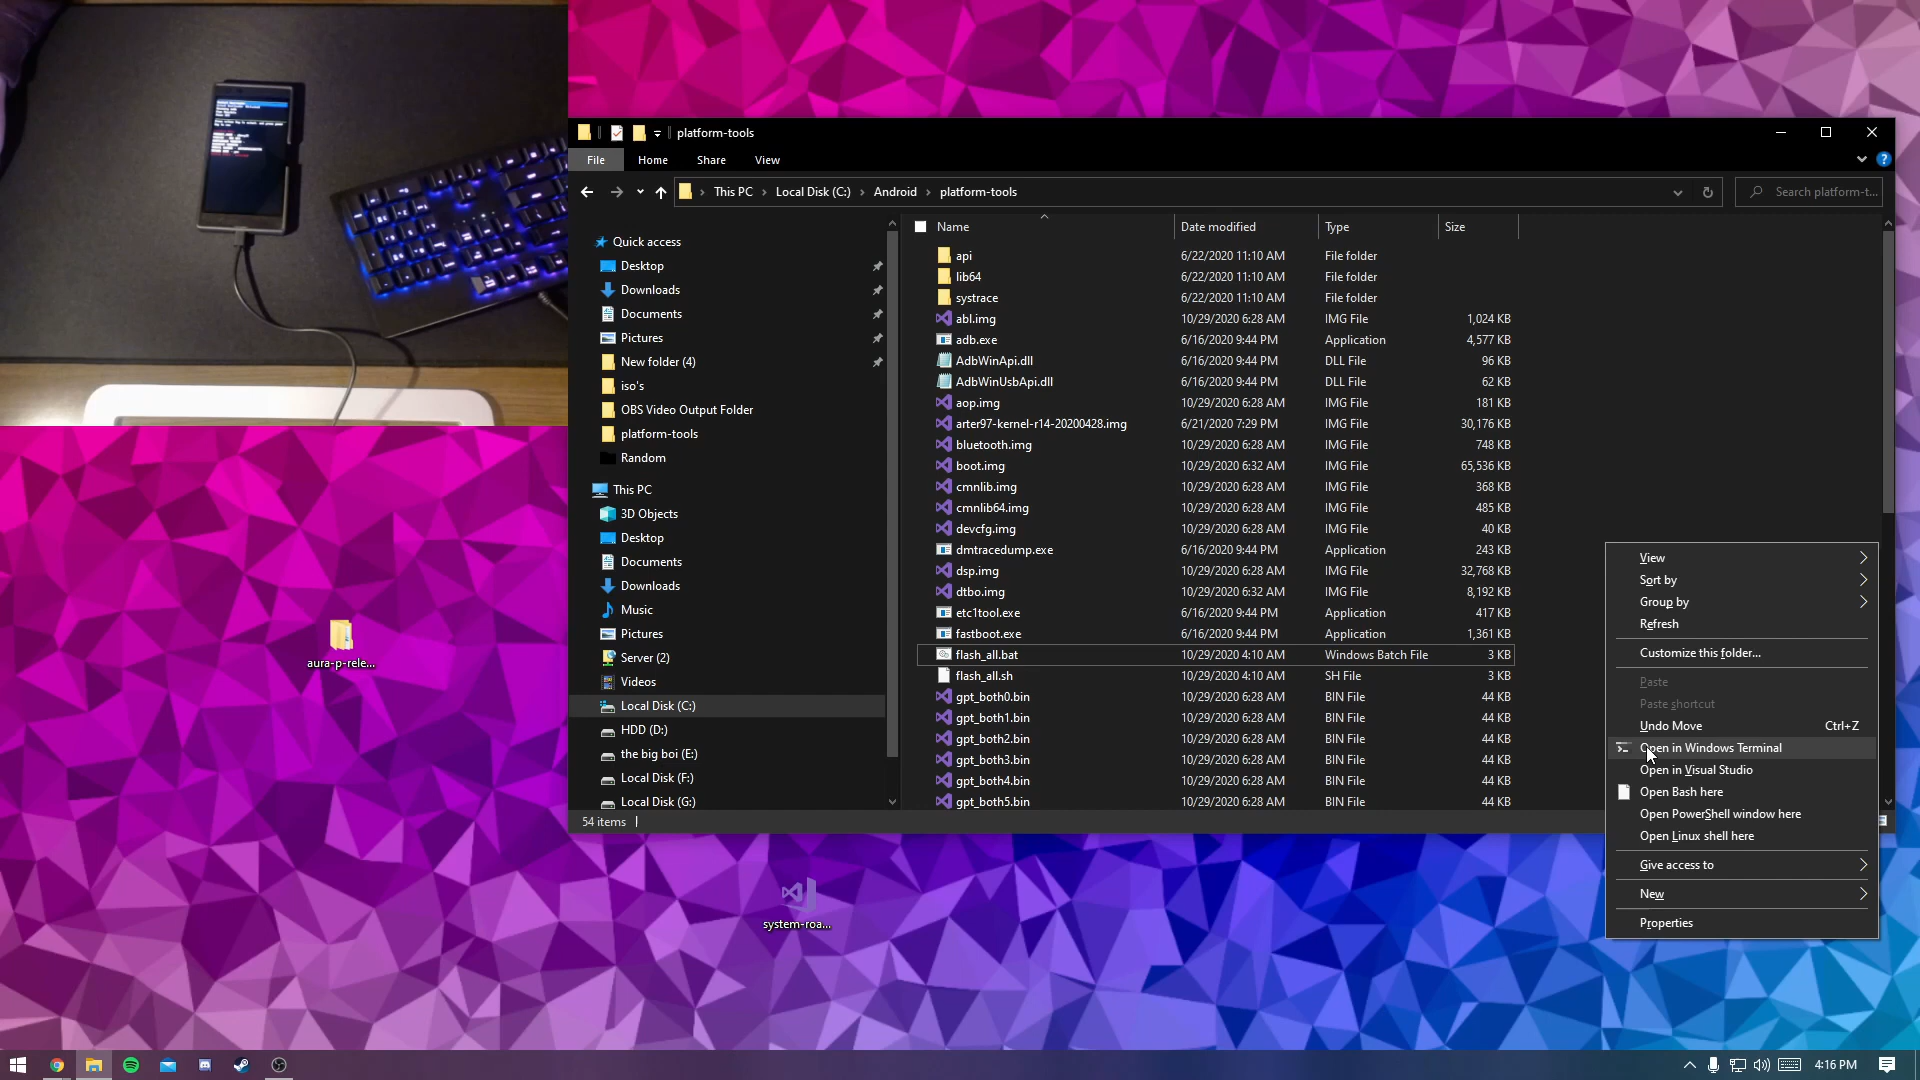 platform-tools
File Home Share View
This PC Local Disk (C:) Android platform-tools
Search platform-t...
Name Date modified Type Size
Quick access
Desktop
Downloads
Documents
Pictures
New folder (4)
iso's
OBS Video Output Folder
platform-tools
Random
This PC
3D Objects
Desktop
Documents
Downloads
Music
Pictures
Server (2)
Videos
Local Disk (C:)
HDD (D:)
the big boi (E:)
Local Disk (F:)
Local Disk (G:)
api 6/22/2020 11:10 AM File folder
lib64 6/22/2020 11:10 AM File folder
systrace 6/22/2020 11:10 AM File folder
abl.img 10/29/2020 6:28 AM IMG File 1,024 KB
adb.exe 6/16/2020 9:44 PM Application 4,577 KB
AdbWinApi.dll 6/16/2020 9:44 PM DLL File 96 KB
AdbWinUsbApi.dll 6/16/2020 9:44 PM DLL File 62 KB
aop.img 10/29/2020 6:28 AM IMG File 181 KB
arter97-kernel-r14-20200428.img 6/21/2020 7:29 PM IMG File 30,176 KB
bluetooth.img 10/29/2020 6:28 AM IMG File 748 KB
boot.img 10/29/2020 6:32 AM IMG File 65,536 KB
cmnlib.img 10/29/2020 6:28 AM IMG File 368 KB
cmnlib64.img 10/29/2020 6:28 AM IMG File 485 KB
devcfg.img 10/29/2020 6:28 AM IMG File 40 KB
dmtracedump.exe 6/16/2020 9:44 PM Application 243 KB
dsp.img 10/29/2020 6:28 AM IMG File 32,768 KB
dtbo.img 10/29/2020 6:32 AM IMG File 8,192 KB
etc1tool.exe 6/16/2020 9:44 PM Application 417 KB
fastboot.exe 6/16/2020 9:44 PM Application 1,361 KB
flash_all.bat 10/29/2020 4:10 AM Windows Batch File 3 KB
flash_all.sh 10/29/2020 4:10 AM SH File 3 KB
gpt_both0.bin 10/29/2020 6:28 AM BIN File 44 KB
gpt_both1.bin 10/29/2020 6:28 AM BIN File 44 KB
gpt_both2.bin 10/29/2020 6:28 AM BIN File 44 KB
gpt_both3.bin 10/29/2020 6:28 AM BIN File 44 KB
gpt_both4.bin 10/29/2020 6:28 AM BIN File 44 KB
gpt_both5.bin 10/29/2020 6:28 AM BIN File 44 KB
54 items
View
Sort by
Group by
Refresh
Customize this folder...
Paste
Paste shortcut
Undo Move Ctrl+Z
Open in Windows Terminal
Open in Visual Studio
Open Bash here
Open PowerShell window here
Open Linux shell here
Give access to
New
Properties
aura-p-rele...
system-roa...
4:16 PM